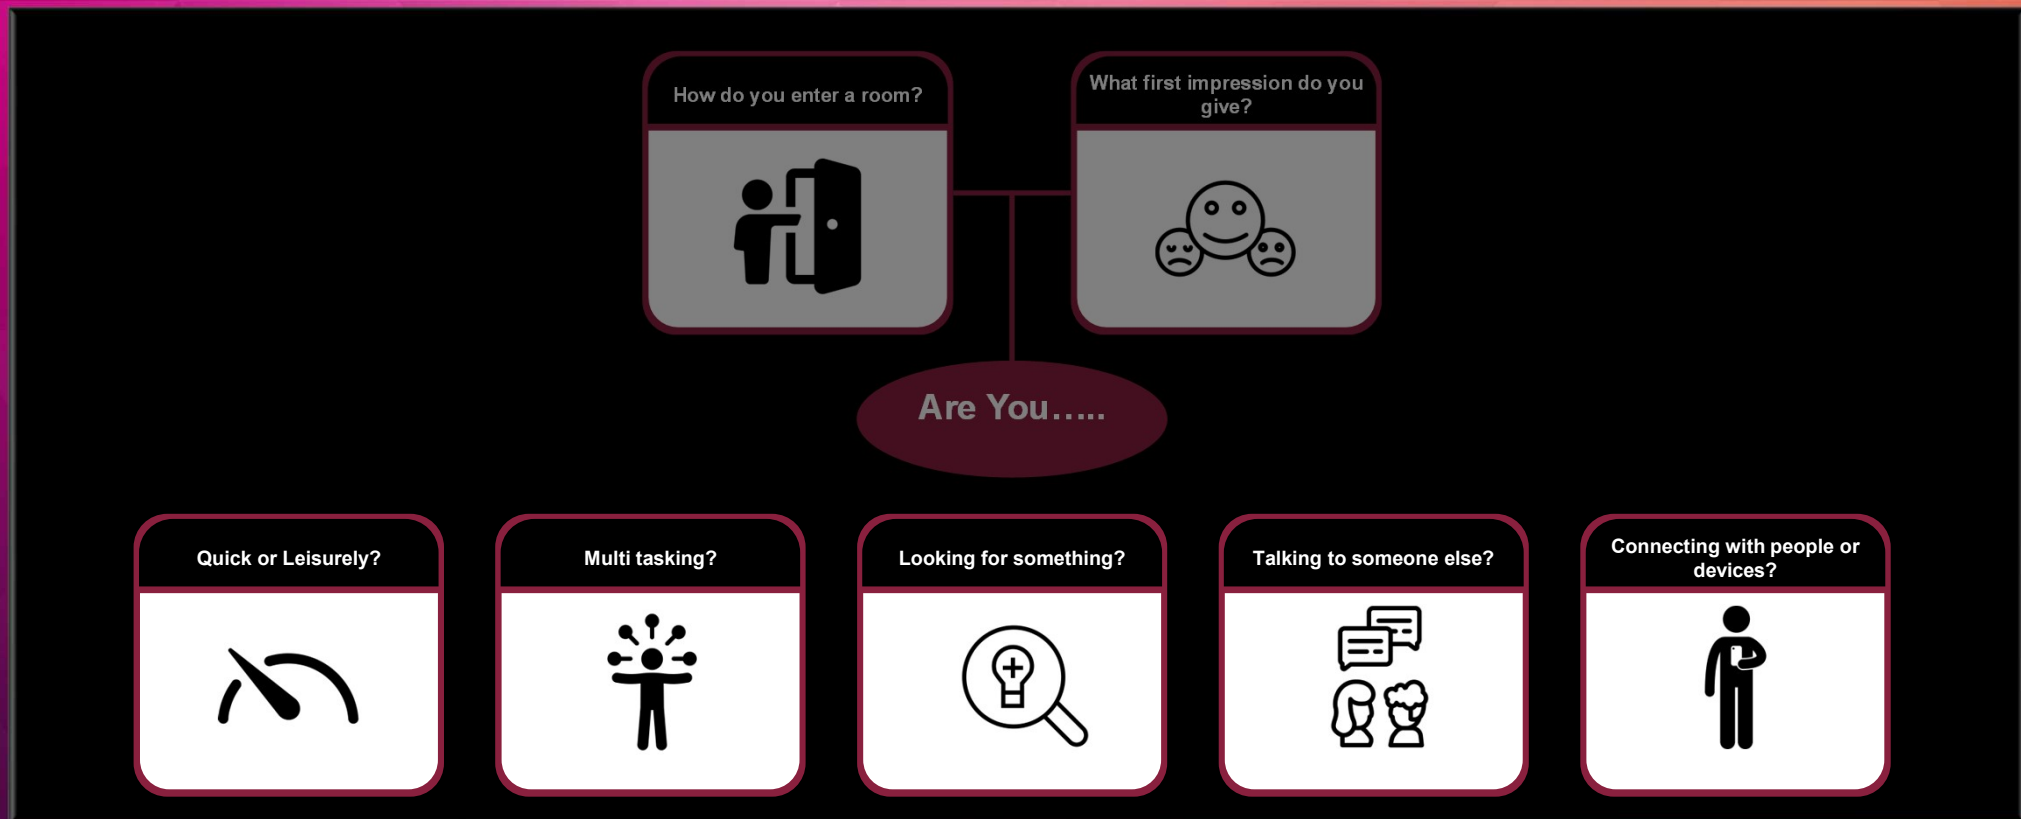 How do you enter a room?
What first impression do you
give?
Are You.....
Quick or Leisurely?
Multi tasking?
Looking for something?
Talking to someone else?
Connecting with people or
devices?